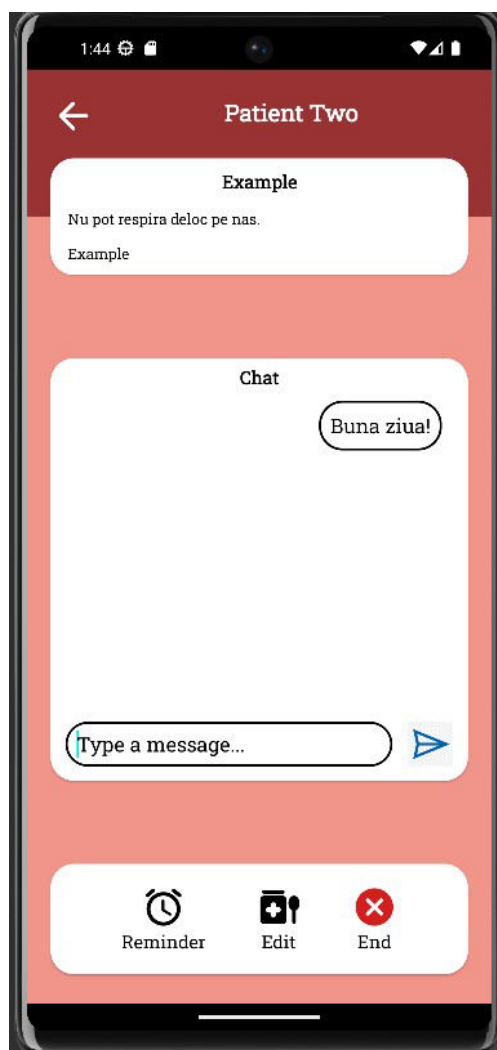 1:44
Patient Two
Example
Nu pot respira deloc pe nas.
Example
Chat
Buna ziua!
Type a message...
Reminder Edit End